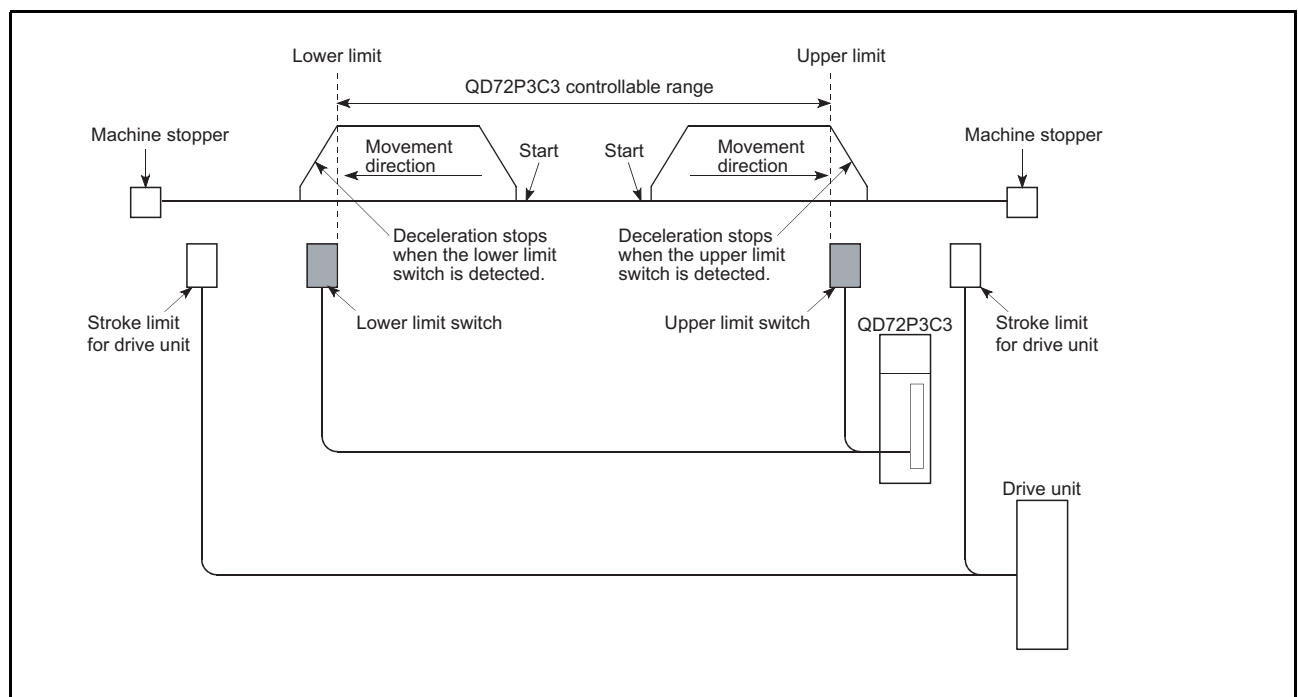 Lower limit
Upper limit
QD72P3C3 controllable range
Machine stopper
Movement
direction
Start
Start
Movement
direction
Machine stopper
Deceleration stops
when the lower limit
switch is detected.
Deceleration stops
when the upper limit
switch is detected.
Stroke limit
for drive unit
Lower limit switch
Upper limit switch
QD72P3C3
Stroke limit
for drive unit
Drive unit